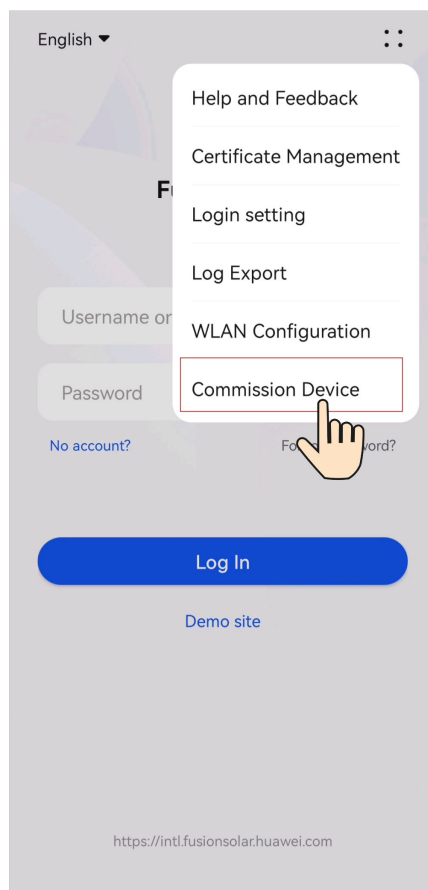 English
Help and Feedback
Certificate Management
Login setting
Log Export
Username or
WLAN Configuration
Password
Commission Device
No account?
Log In
Demo site
https://intl.fusionsolar.huawei.com